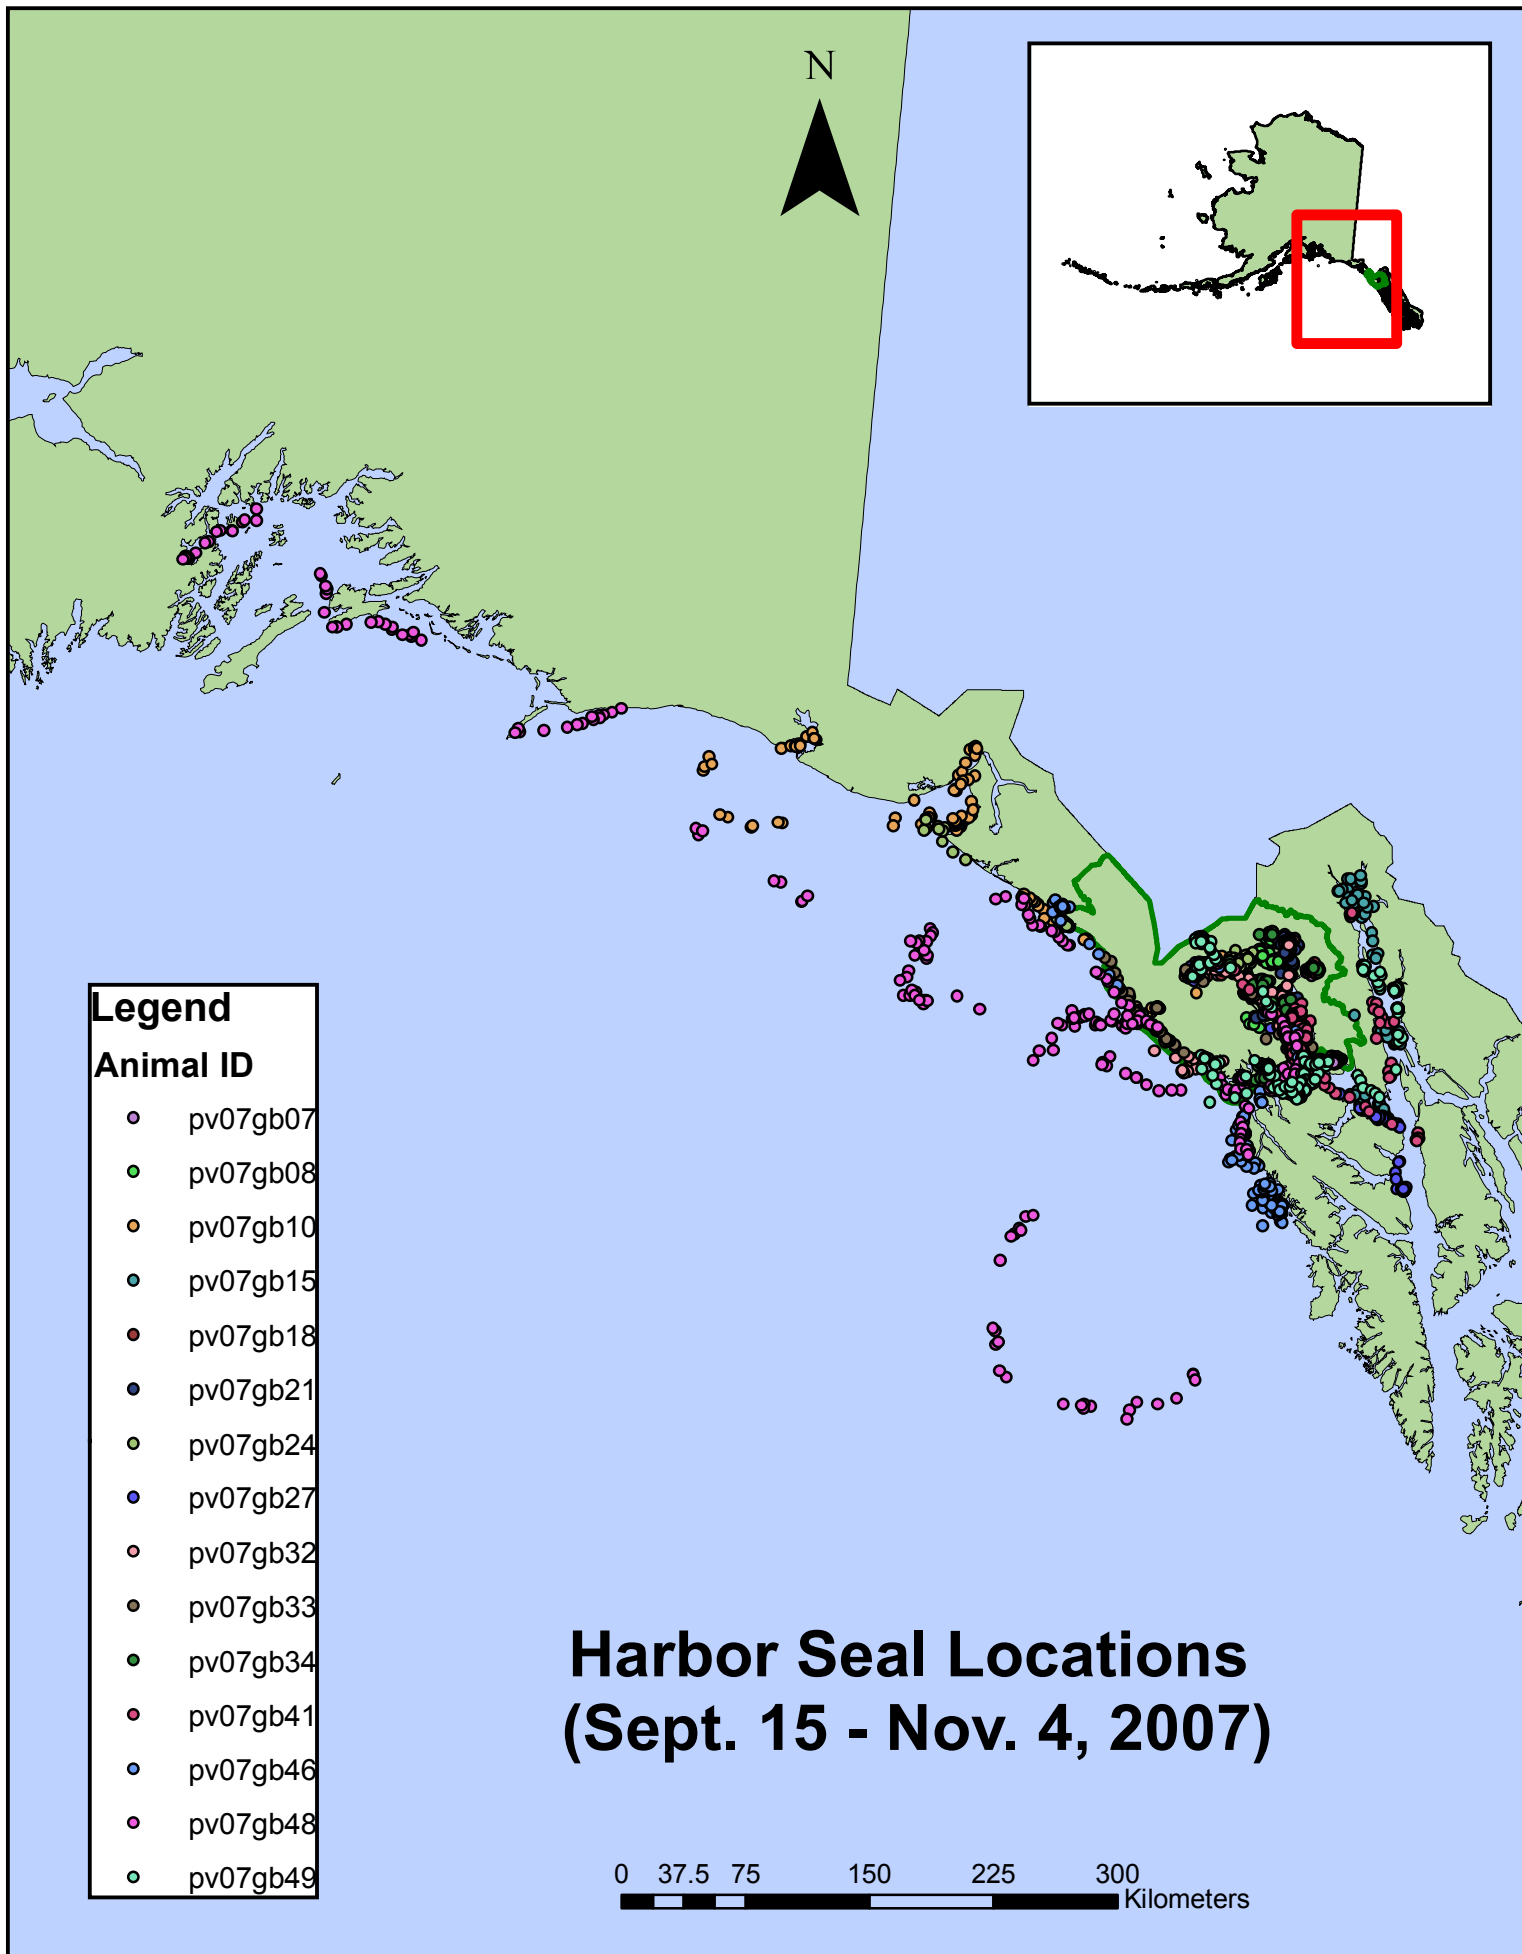 N
Legend
Animal ID
pv07gb07
pv07gb08
pv07gb10
pv07gb15
pv07gb18
pv07gb21
pv07gb24
pv07gb27
pv07gb32
pv07gb33
pv07gb34
pv07gb41
pv07gb46
pv07gb48
pv07gb49
Harbor Seal Locations
(Sept. 15 - Nov. 4, 2007)
0 37.5 75 150 225 300
Kilometers